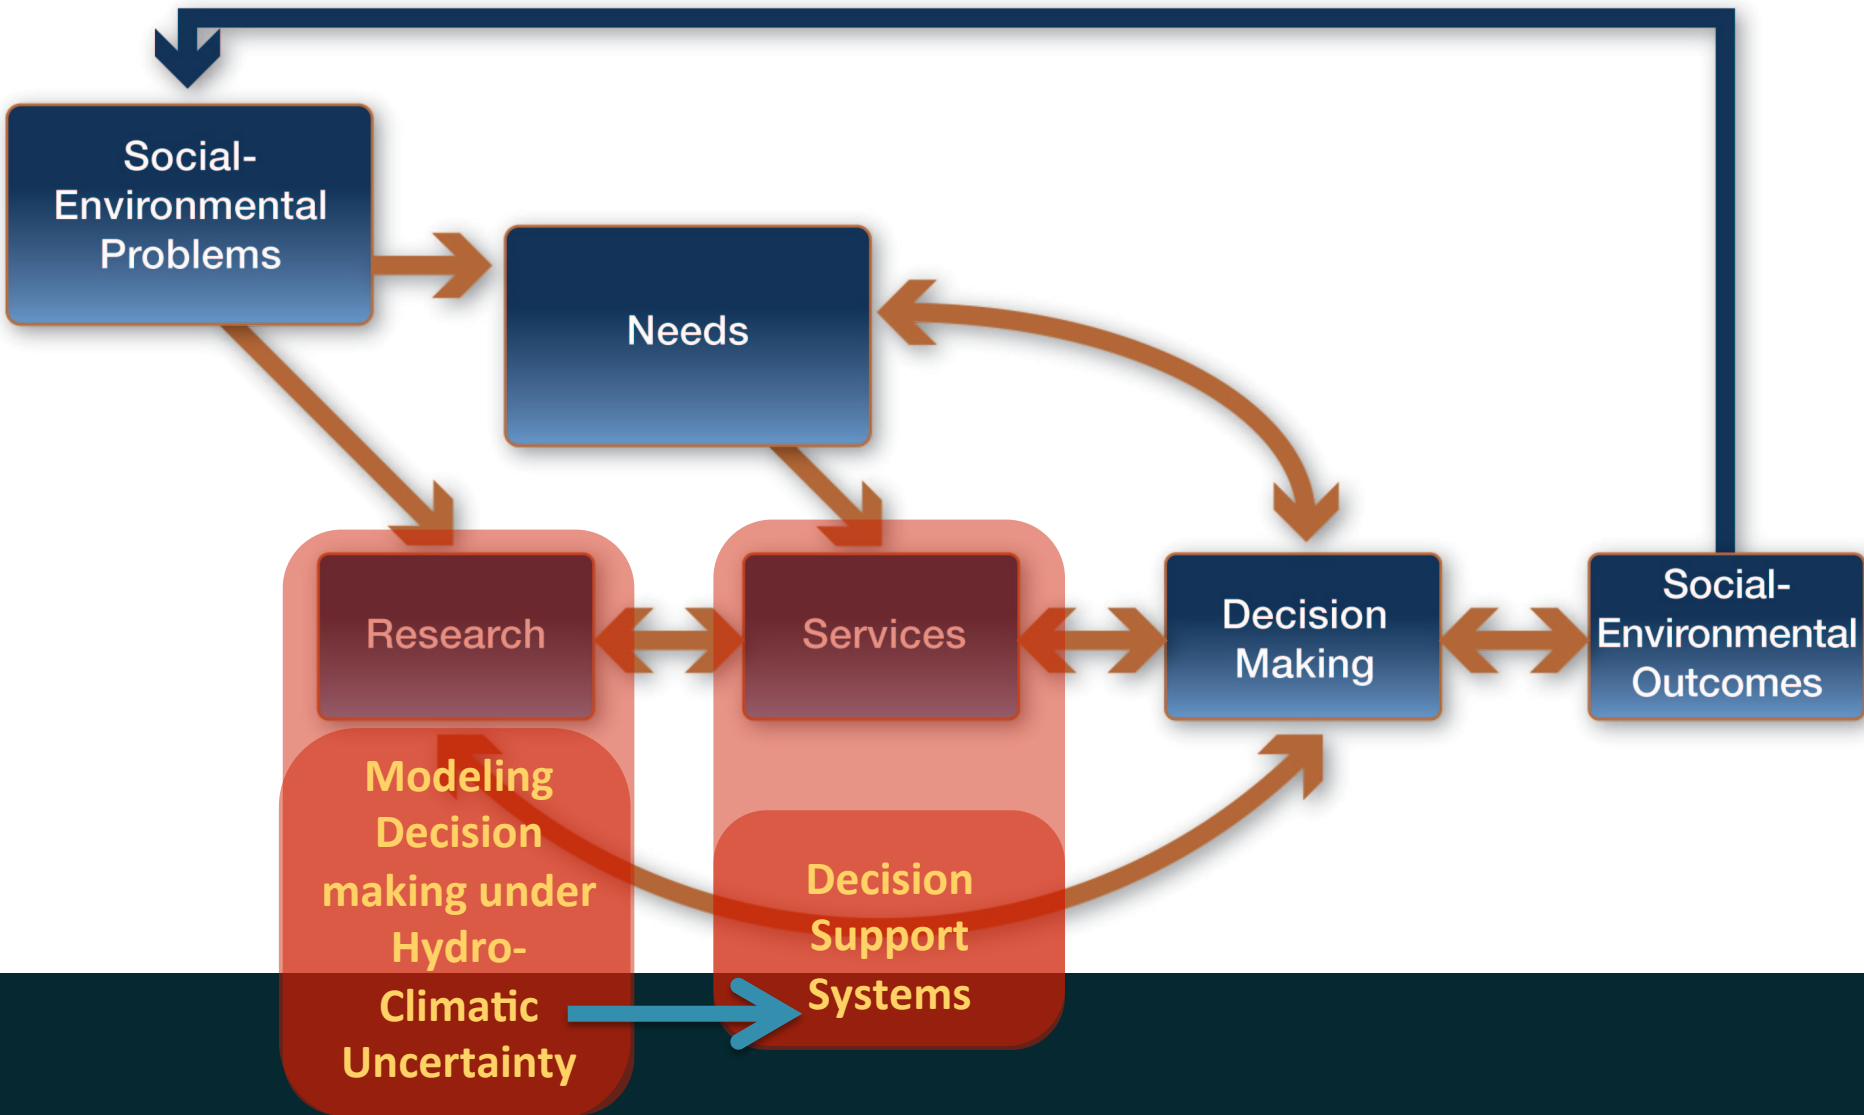 Social-
Environmental
Problems
Needs
Research
Services
Decision
Making
Social-
Environmental
Outcomes
Modeling
Decision
making under
Hydro-
Climatic
Uncertainty
Decision
Support
Systems